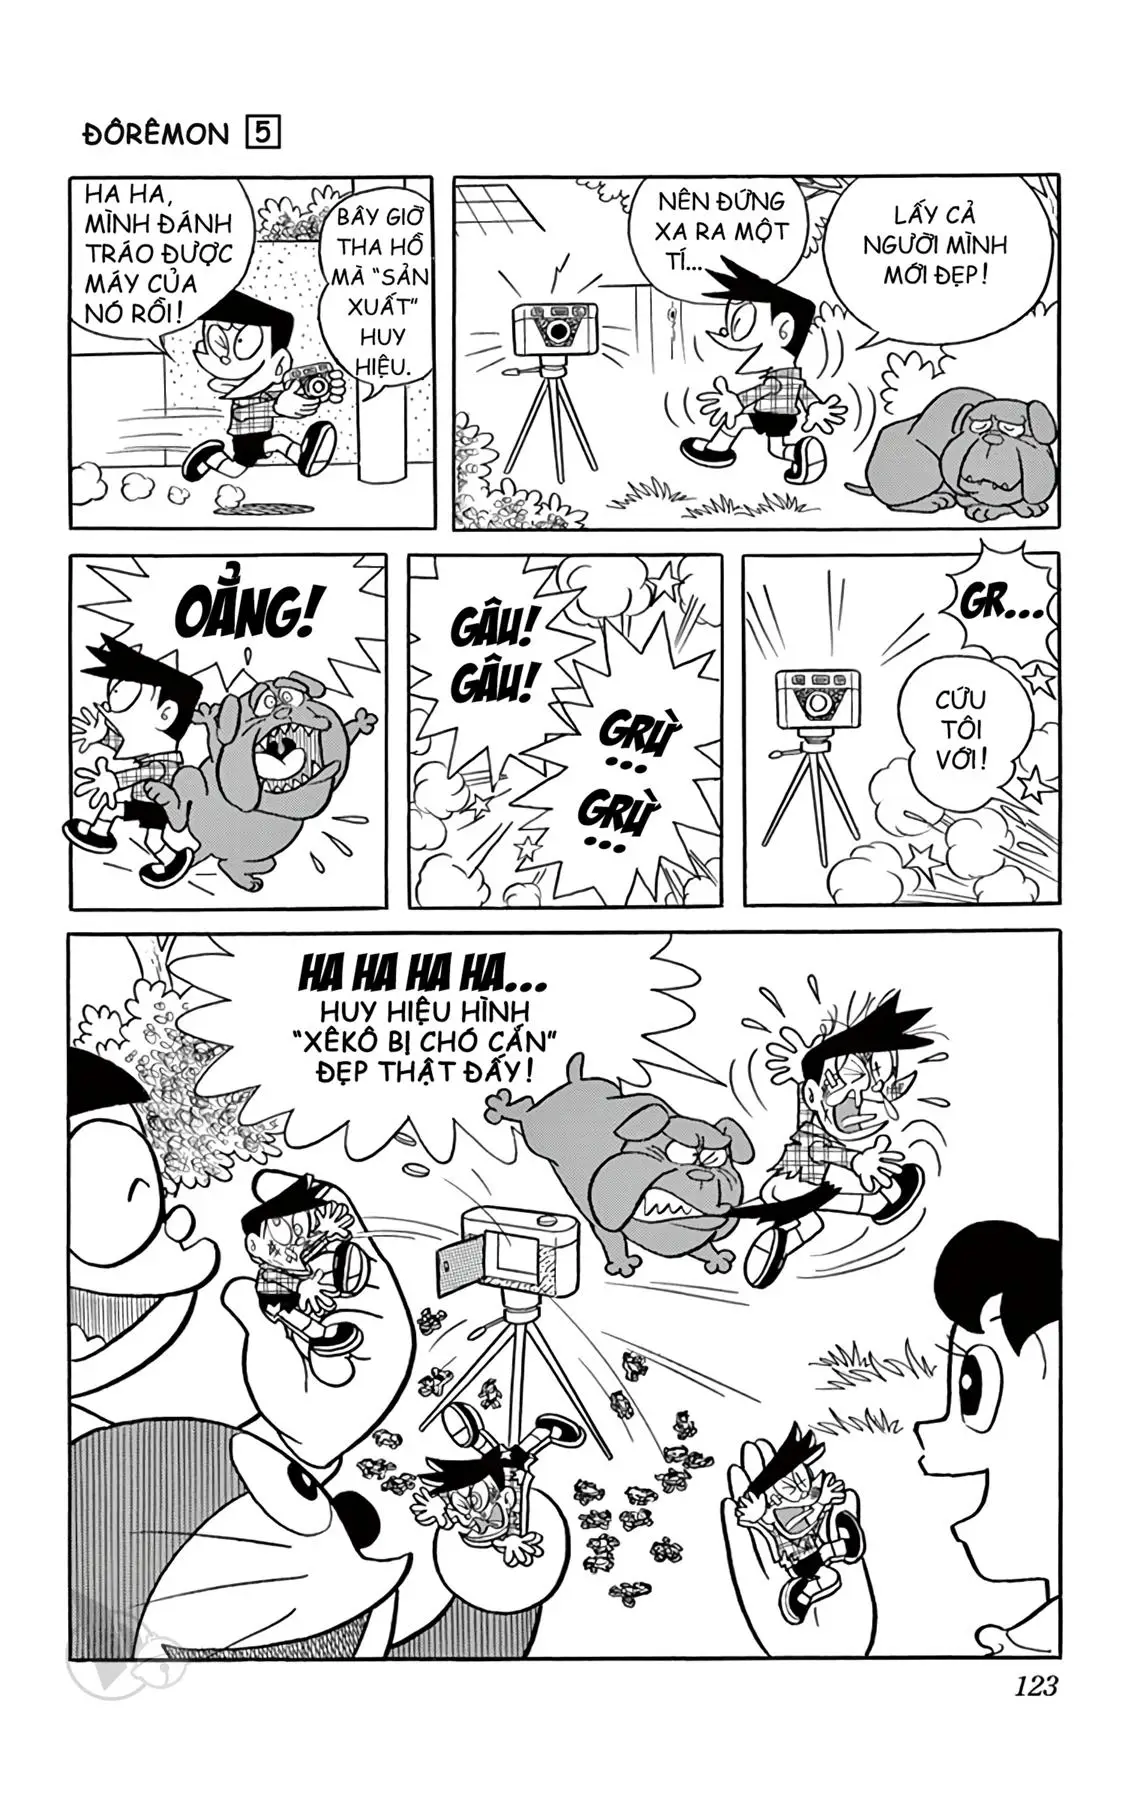 ĐÔRÊMON 5
HA HA,
MÌNH ĐÁNH
TRÁO ĐƯỢC
MÁY CỦA
NÓ RỒI!
BÂY GIỜ
THA HỒ
MÀ "SẢN
XUẤT"
HUY
HIỆU.
NÊN ĐỨNG
XA RA MỘT
TÍ...
LẤY CẢ
NGƯỜI MÌNH
MỚI ĐẸP!
OẲNG!
GÂU!
GÂU!
GRỪ
...
GRỪ
...
GR...
CỨU
TÔI
VỚI!
HA HA HA HA...
HUY HIỆU HÌNH
"XÊKÔ BỊ CHÓ CẮN"
ĐẸP THẬT ĐẤY!
123